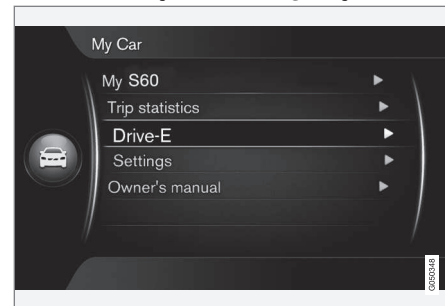 My Car
My S60
Trip statistics
Drive-E
Settings
Owner's manual
G050348